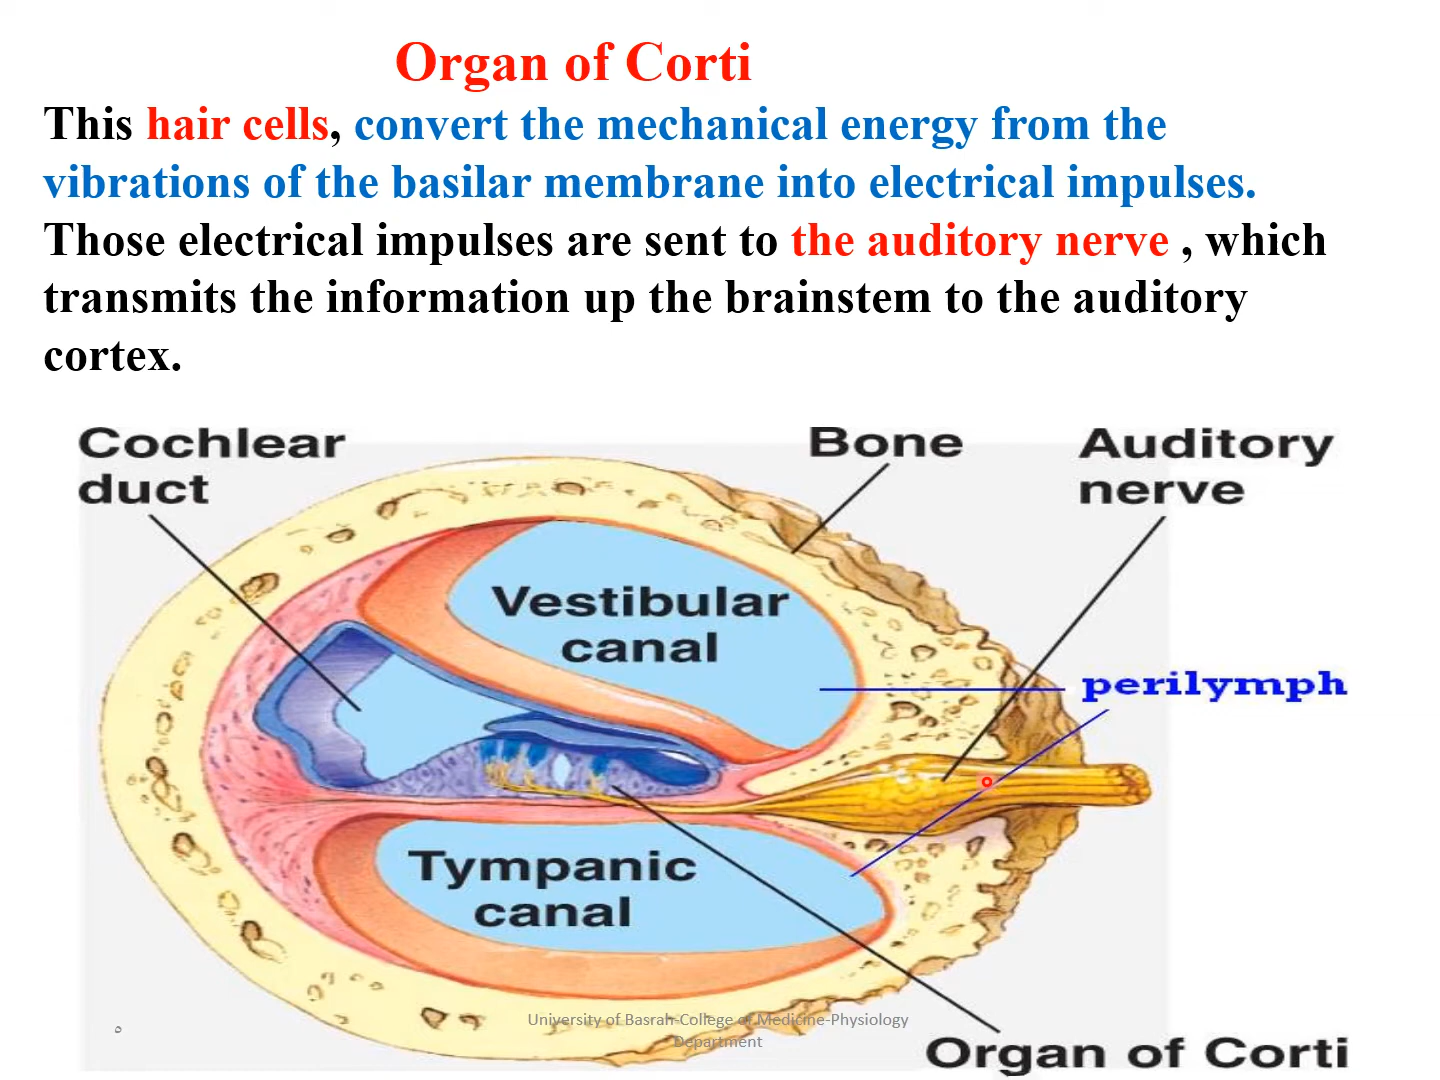 Organ of Corti
This hair cells, convert the mechanical energy from the
vibrations of the basilar membrane into electrical impulses.
Those electrical impulses are sent to the auditory nerve , which
transmits the information up the brainstem to the auditory
cortex.
Cochlear
duct
Bone
Auditory
nerve
Vestibular
canal
perilymph
Tympanic
canal
Organ of Corti
University of Basrah-College of Medicine-Physiology
Department
٥